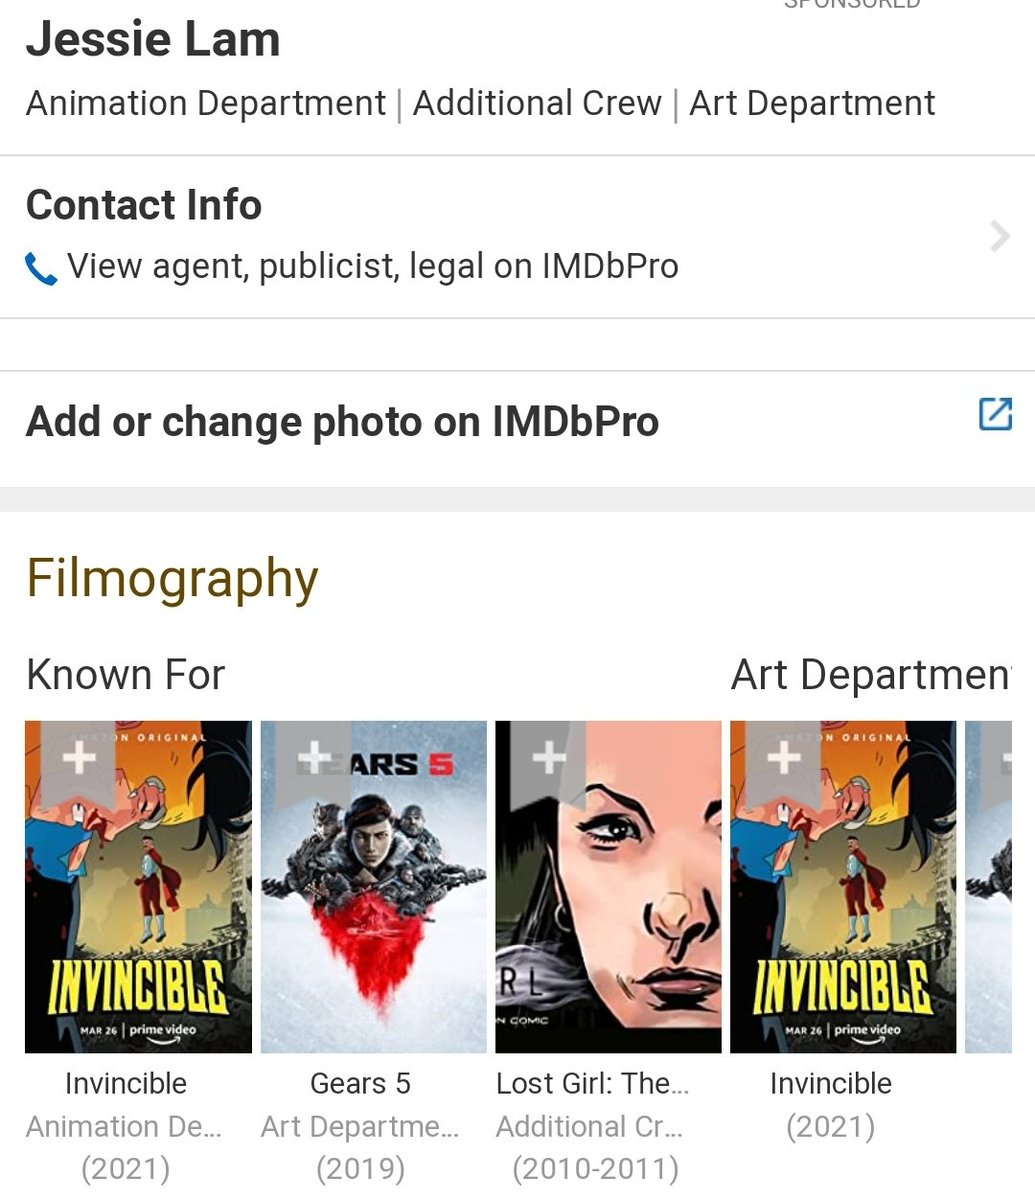 SPONSORED
Jessie Lam
Animation Department | Additional Crew | Art Department
Contact Info
View agent, publicist, legal on IMDbPro
Add or change photo on IMDbPro
Filmography
Known For
Art Departmen
AMAZON ORIGINAL
INVINCIBLE
MAR 26 | prime video
GEARS 5
RL
N COMIC
AMAZON ORIGINAL
INVINCIBLE
MAR 26 | prime video
Invincible
Animation De...
(2021)
Gears 5
Art Departme...
(2019)
Lost Girl: The...
Additional Cr...
(2010-2011)
Invincible
(2021)